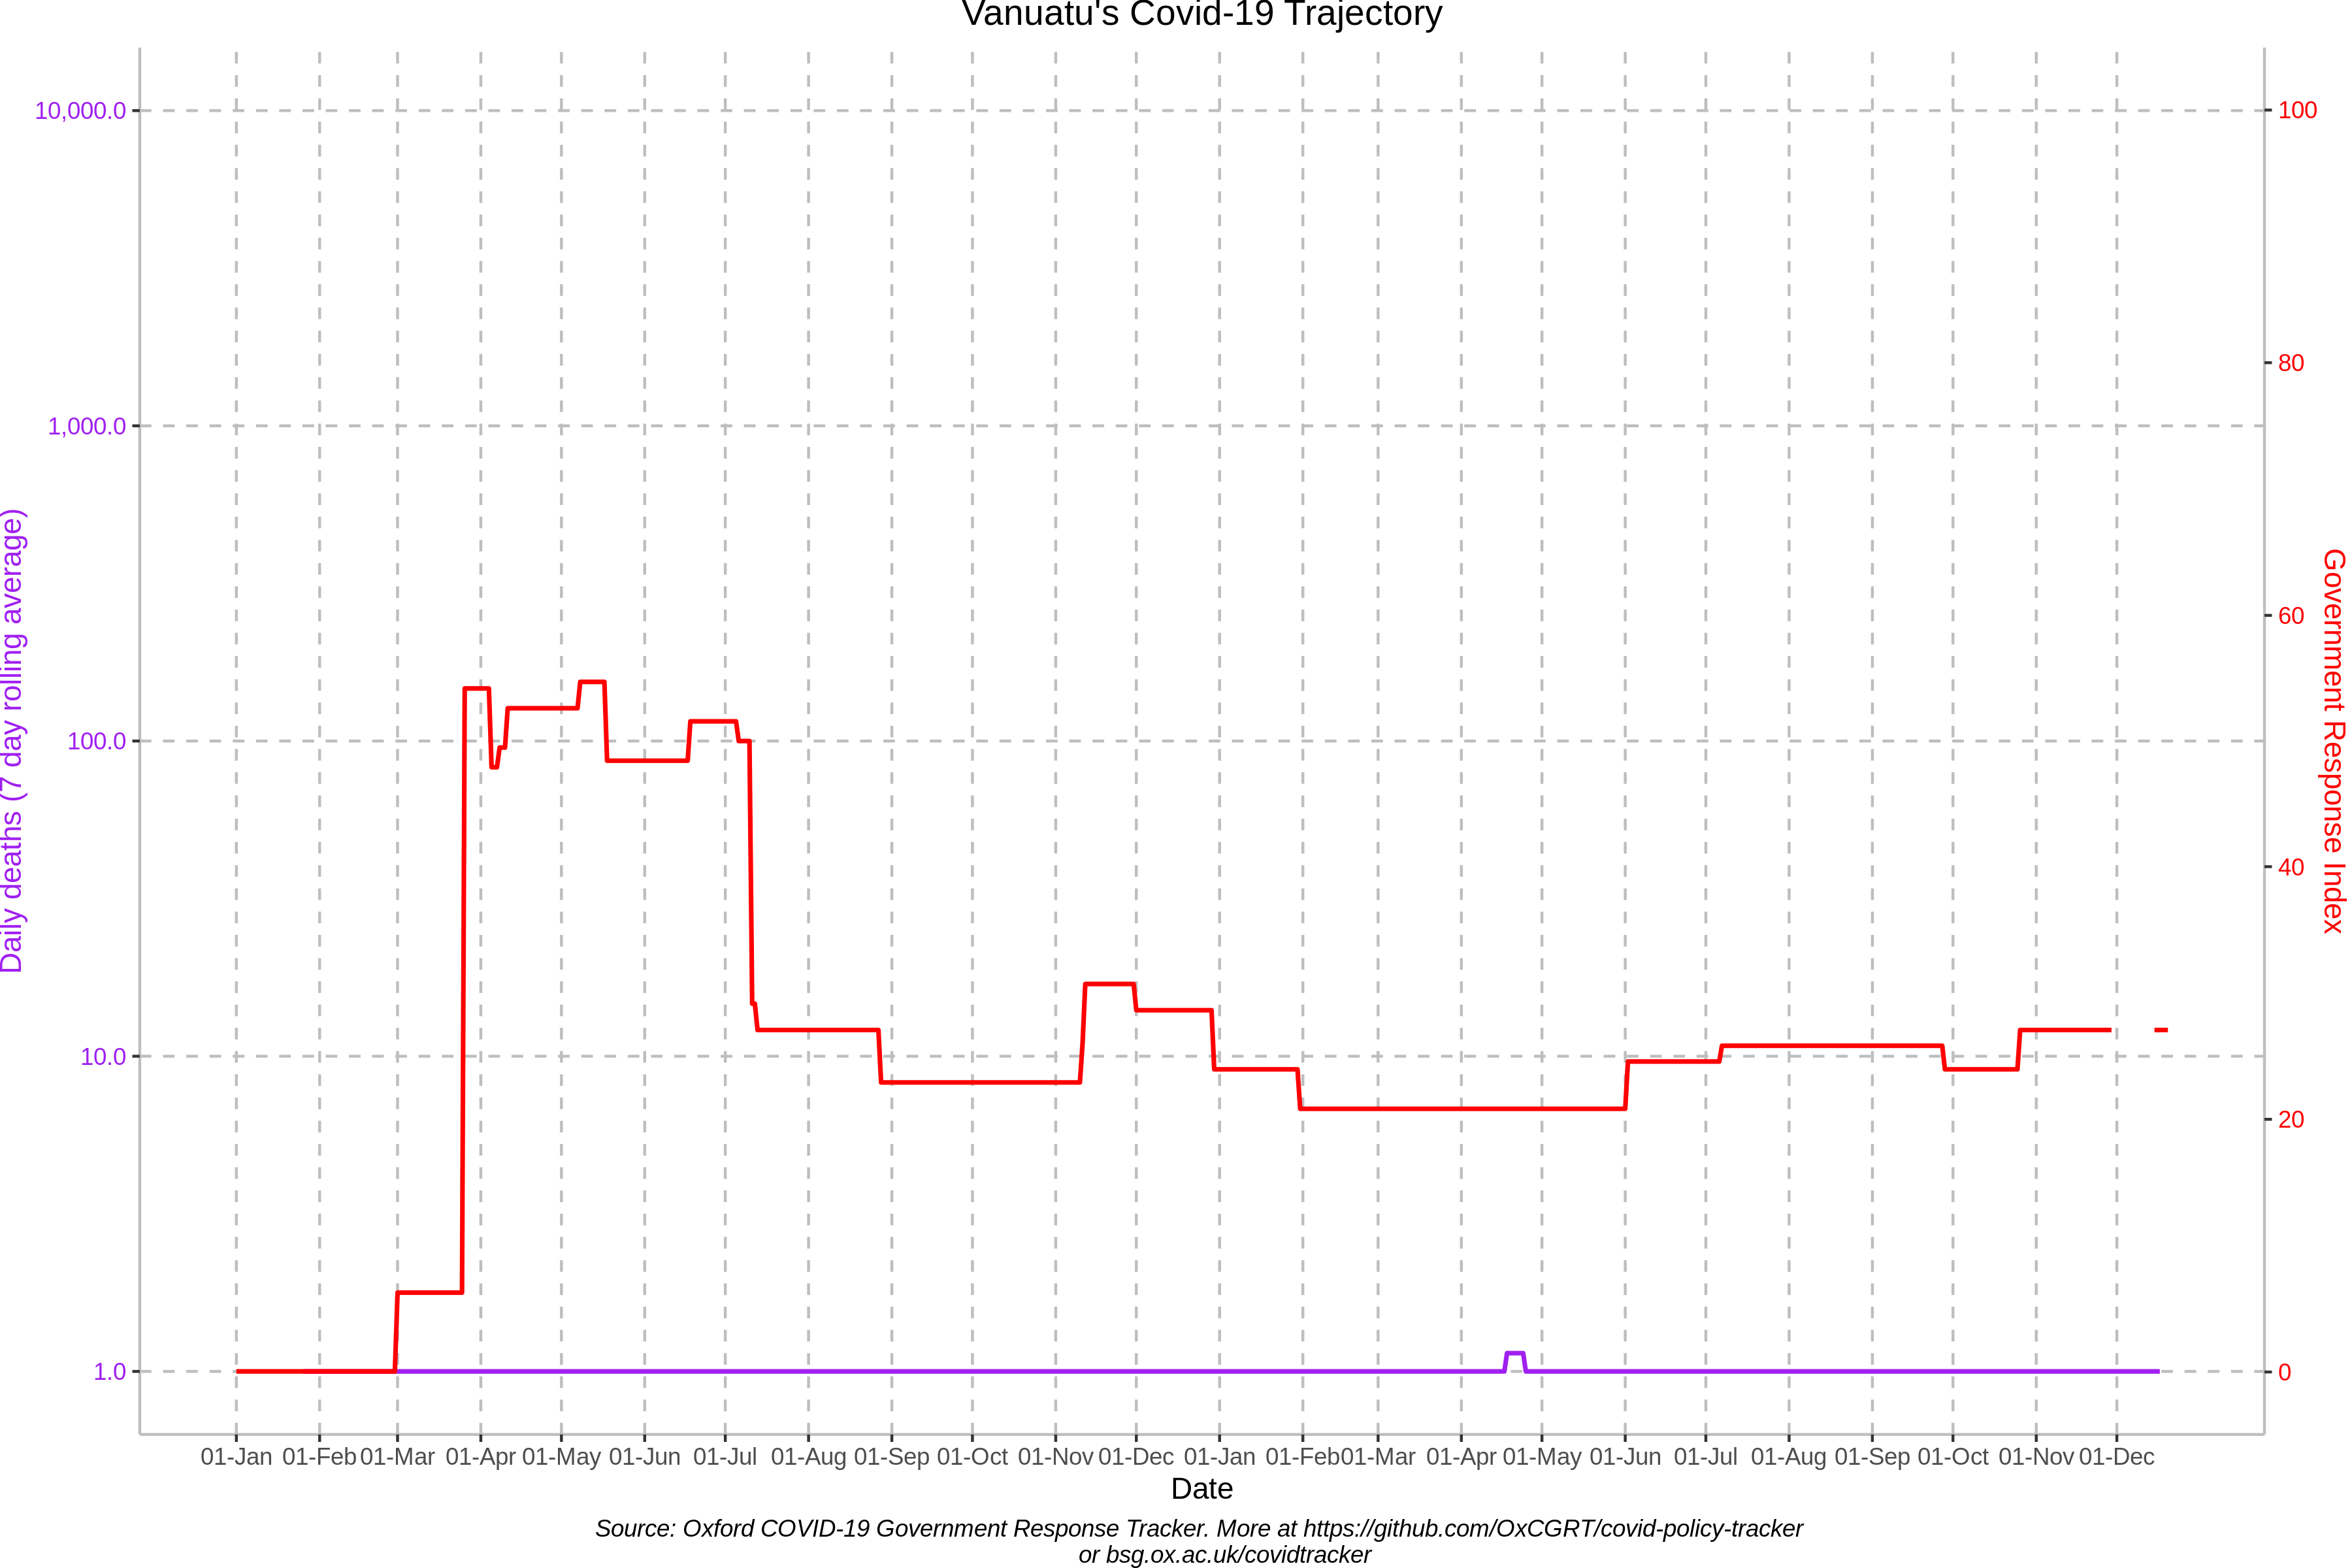 Vanuatu's Covid-19 Trajectory
10,000.0
1,000.0
100.0
10.0
1.0
Daily deaths (7 day rolling average)
100
80
60
40
20
0
Government Response Index
01-Jan 01-Feb 01-Mar 01-Apr 01-May 01-Jun 01-Jul 01-Aug 01-Sep 01-Oct 01-Nov 01-Dec 01-Jan 01-Feb 01-Mar 01-Apr 01-May 01-Jun 01-Jul 01-Aug 01-Sep 01-Oct 01-Nov 01-Dec
Date
Source: Oxford COVID-19 Government Response Tracker. More at https://github.com/OxCGRT/covid-policy-tracker
or bsg.ox.ac.uk/covidtracker